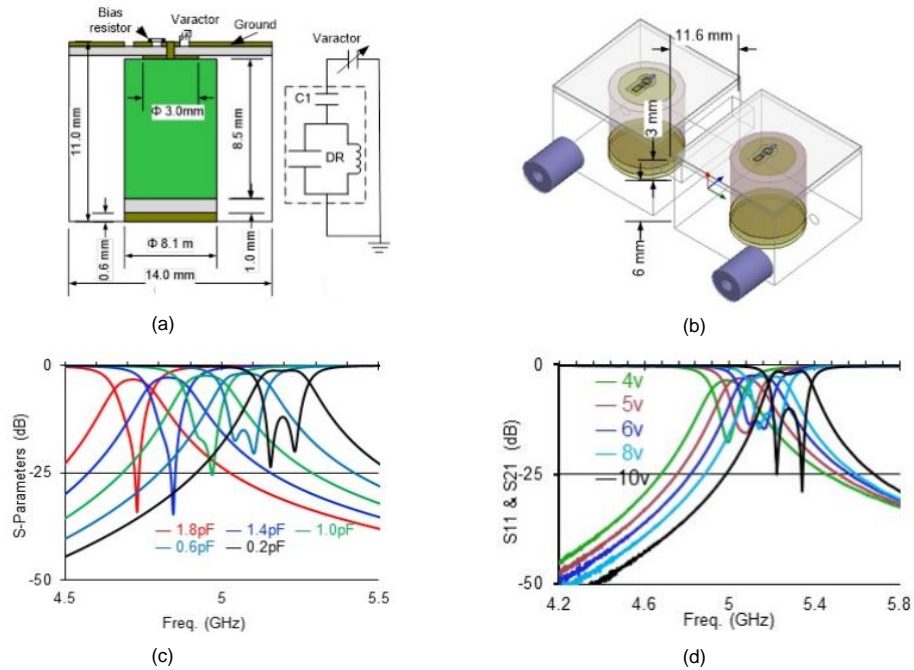 Bias
resistor
Varactor
Ground
Varactor
C1
DR
Φ 3.0mm
11.0 mm
8.5 mm
0.6 mm
Φ 8.1 m
1.0 mm
14.0 mm
(a)
11.6 mm
3 mm
6 mm
(b)
S-Parameters (dB)
0
-25
-50
1.8pF
1.4pF
1.0pF
0.6pF
0.2pF
4.5
5
5.5
Freq. (GHz)
(c)
S11 & S21 (dB)
0
-25
-50
4v
5v
6v
8v
10v
4.2
4.6
5
5.4
5.8
Freq. (GHz)
(d)